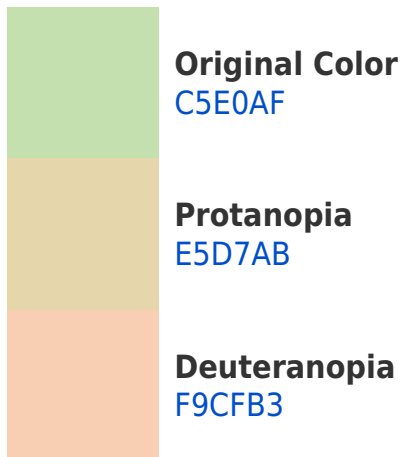 Original Color
C5E0AF
Protanopia
E5D7AB
Deuteranopia
F9CFB3